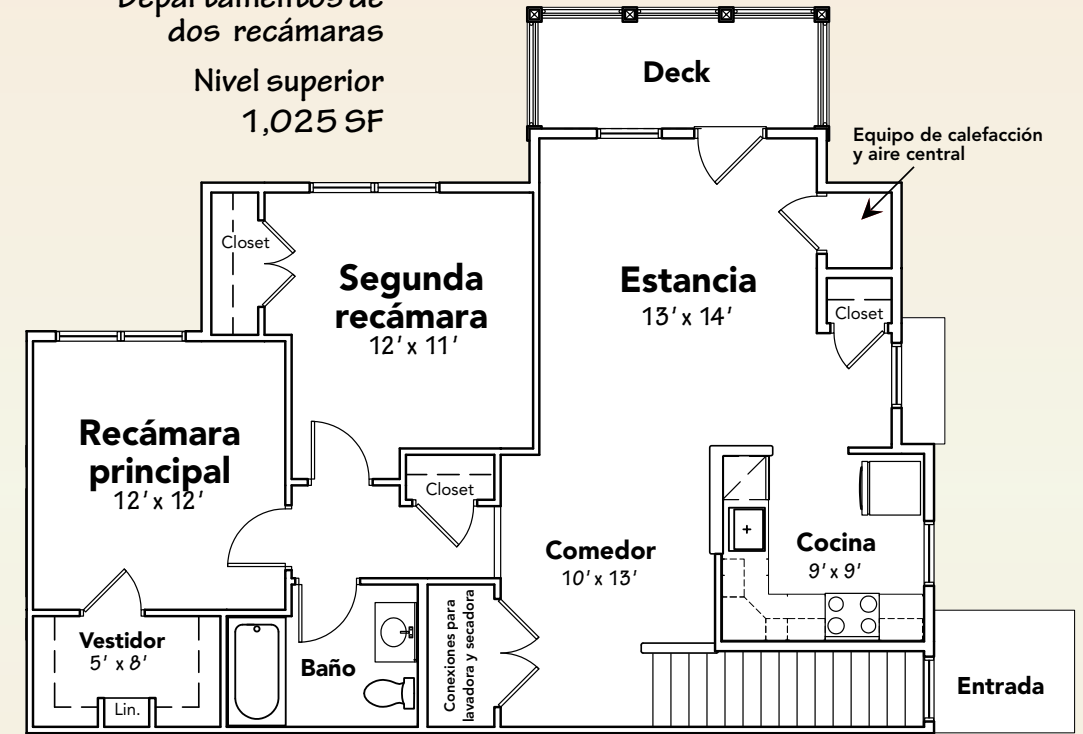 Departamentos de
dos recámaras
Nivel superior
1,025 SF
Deck
Equipo de calefacción
y aire central
Closet
Segunda
recámara
12' x 11'
Estancia
13' x 14'
Closet
Recámara
principal
12' x 12'
Closet
Comedor
10' x 13'
Cocina
9' x 9'
Vestidor
5' x 8'
Lin.
Baño
Conexiones para
lavadora y secadora
Entrada